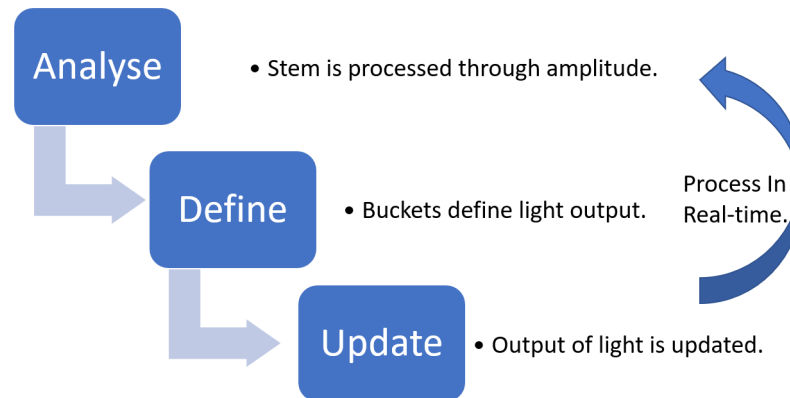 Analyse
• Stem is processed through amplitude.
Define
• Buckets define light output.
Process In
Real-time.
Update
• Output of light is updated.